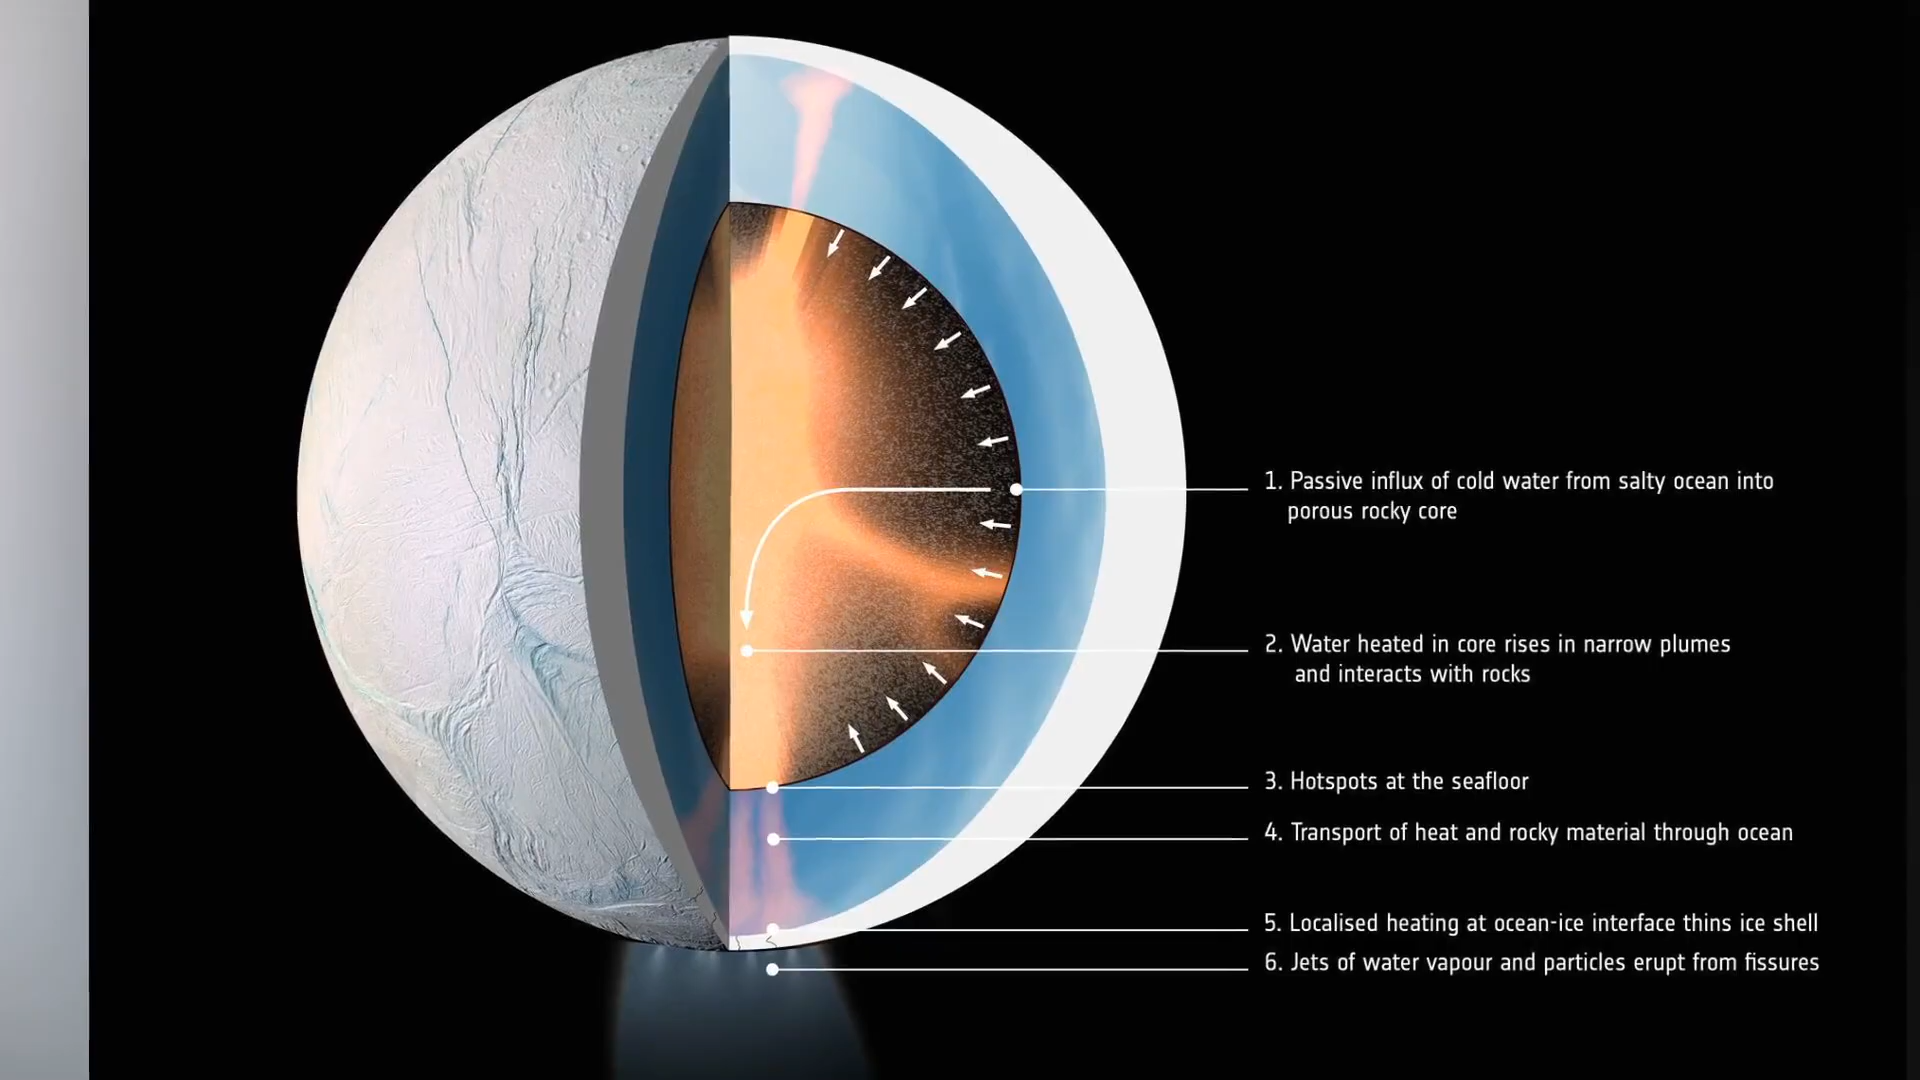 1. Passive influx of cold water from salty ocean into
porous rocky core
2. Water heated in core rises in narrow plumes
and interacts with rocks
3. Hotspots at the seafloor
4. Transport of heat and rocky material through ocean
5. Localised heating at ocean-ice interface thins ice shell
6. Jets of water vapour and particles erupt from fissures